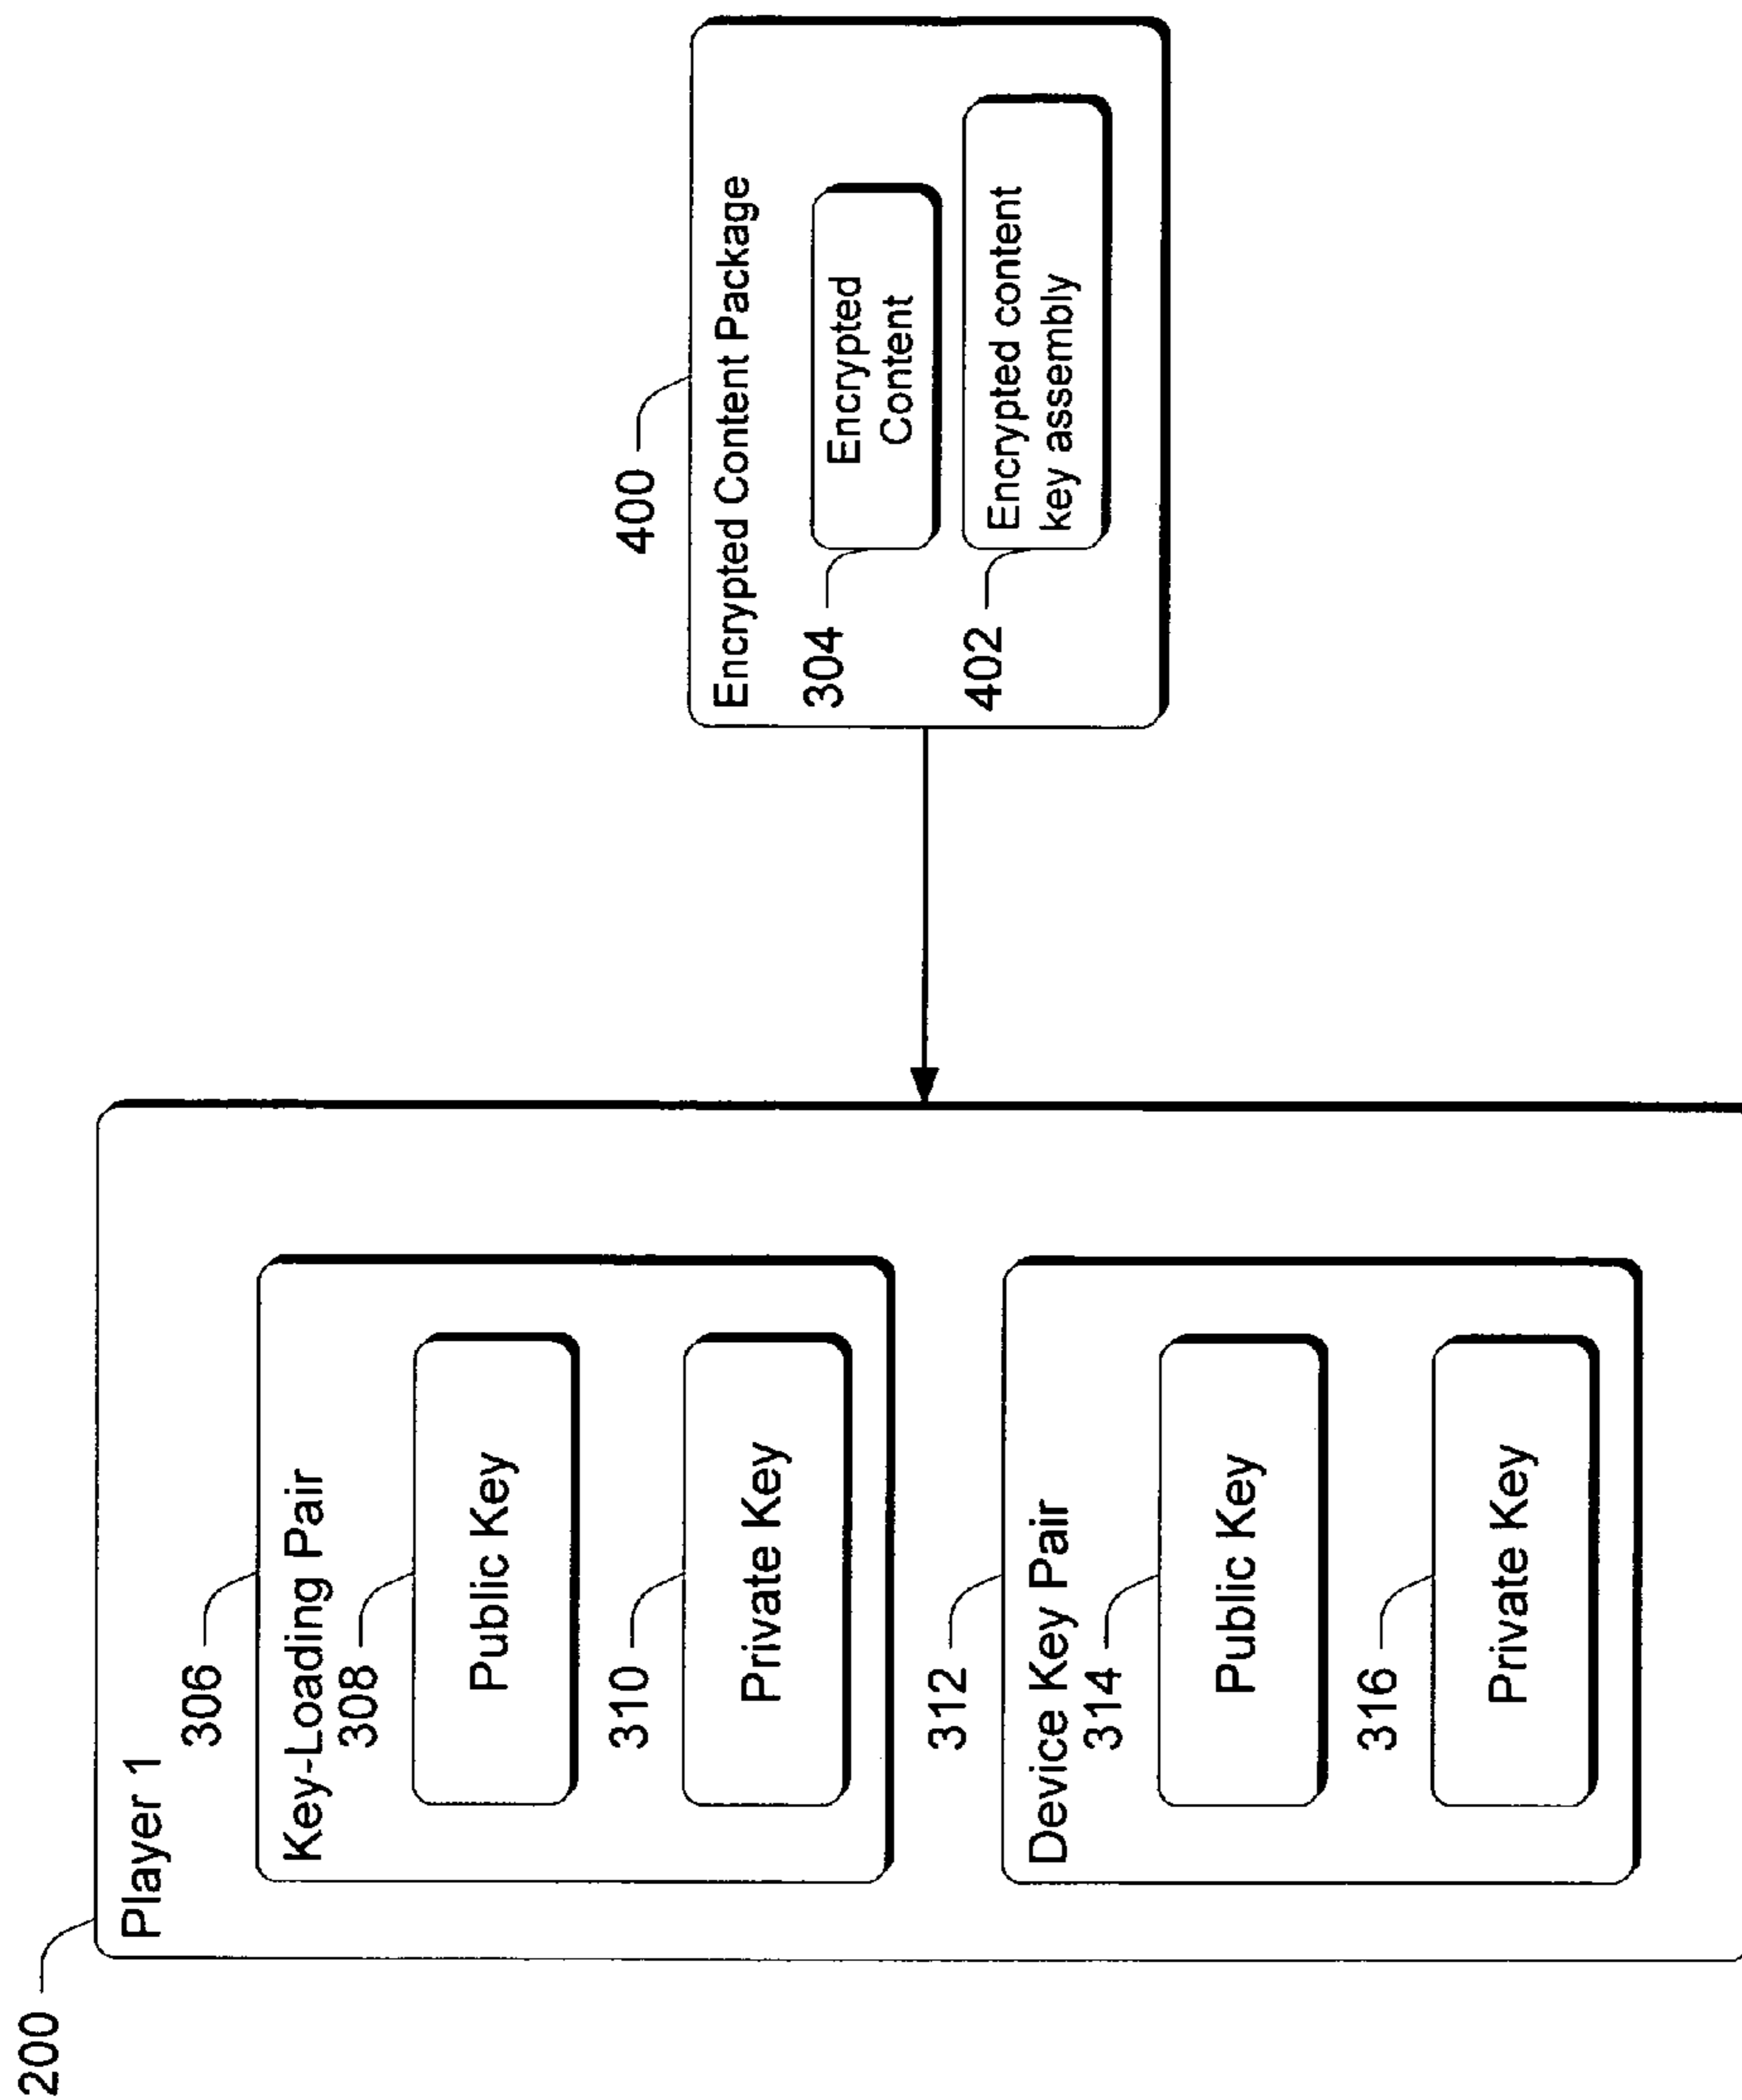 200
Player 1
306
Key-Loading Pair
308
Public Key
310
Private Key
312
Device Key Pair
314
Public Key
316
Private Key
400
Encrypted Content Package
304
Encrypted
Content
402
Encrypted content
key assembly